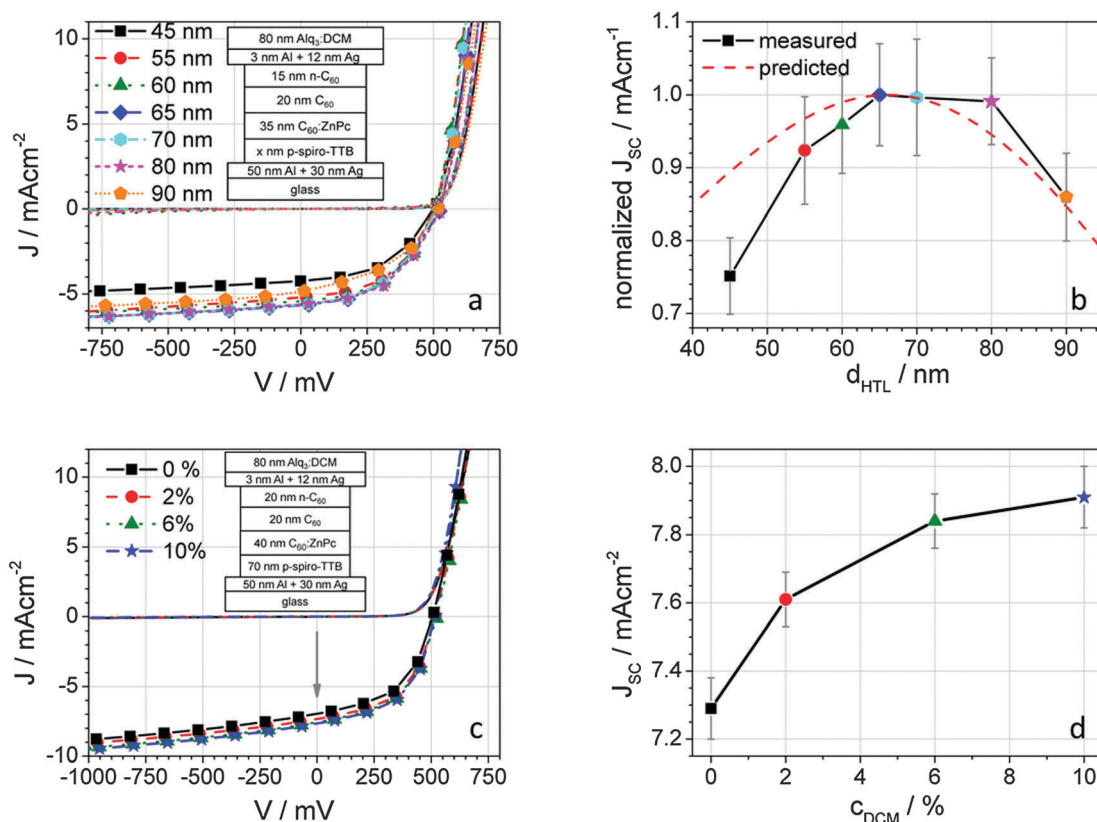 10
5
0
-5
J / mAcm⁻²
45 nm
55 nm
60 nm
65 nm
70 nm
80 nm
90 nm
80 nm Alq₃:DCM
3 nm Al + 12 nm Ag
15 nm n-C₆₀
20 nm C₆₀
35 nm C₆₀:ZnPc
x nm p-spiro-TTB
50 nm Al + 30 nm Ag
glass
a
-750 -500 -250 0 250 500 750
V / mV
1.1
1.0
0.9
0.8
0.7
normalized J_SC / mAcm⁻¹
measured
predicted
b
40 50 60 70 80 90
d_HTL / nm
10
5
0
-5
-10
J / mAcm⁻²
0 %
2%
6%
10%
80 nm Alq₃:DCM
3 nm Al + 12 nm Ag
20 nm n-C₆₀
20 nm C₆₀
40 nm C₆₀:ZnPc
70 nm p-spiro-TTB
50 nm Al + 30 nm Ag
glass
c
-1000 -750 -500 -250 0 250 500
V / mV
8.0
7.8
7.6
7.4
7.2
J_SC / mAcm⁻²
d
0 2 4 6 8 10
c_DCM / %